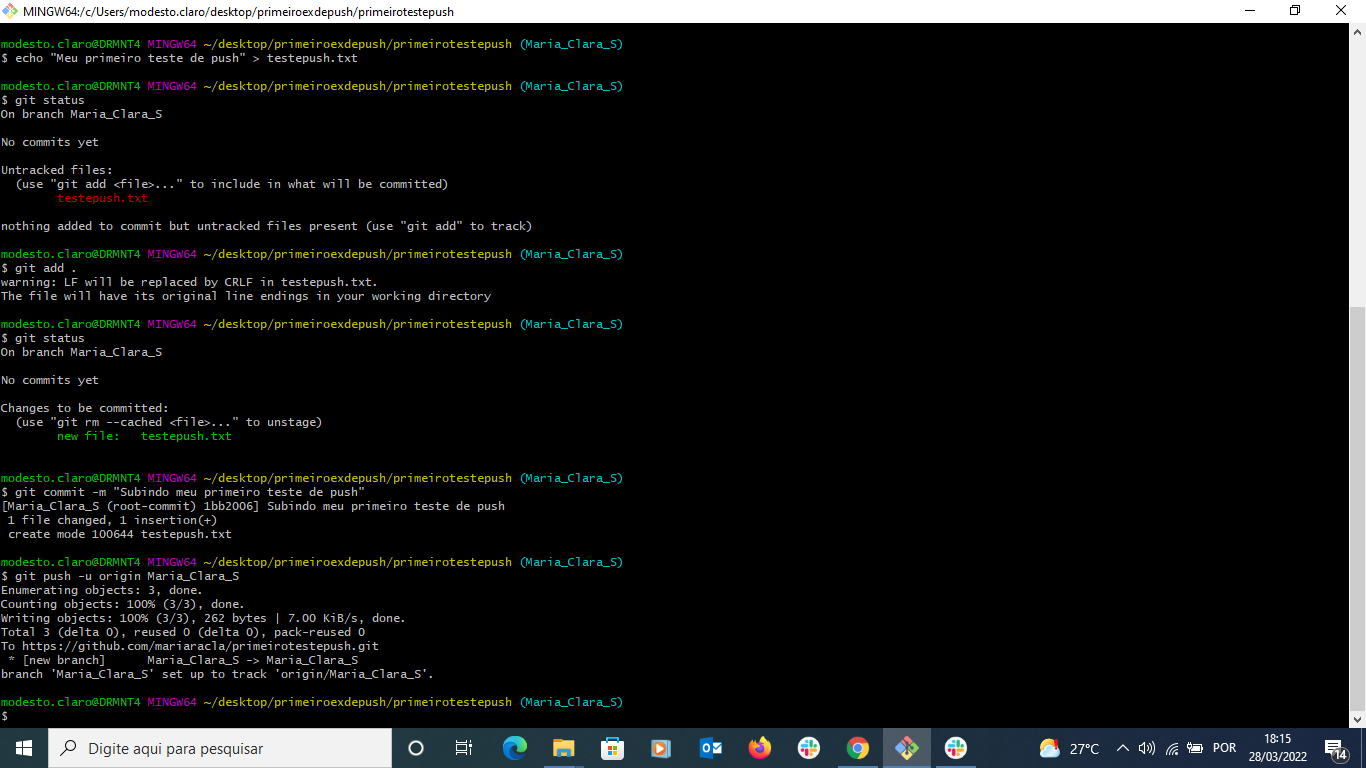 MINGW64:/c/Users/modesto.claro/desktop/primeiroexdepush/primeirotestepush
modesto.claro@DRMNT4 MINGW64 ~/desktop/primeiroexdepush/primeirotestepush (Maria_Clara_S)
$ echo "Meu primeiro teste de push" > testepush.txt
modesto.claro@DRMNT4 MINGW64 ~/desktop/primeiroexdepush/primeirotestepush (Maria_Clara_S)
$ git status
On branch Maria_Clara_S
No commits yet
Untracked files:
  (use "git add <file>..." to include in what will be committed)
        testepush.txt
nothing added to commit but untracked files present (use "git add" to track)
modesto.claro@DRMNT4 MINGW64 ~/desktop/primeiroexdepush/primeirotestepush (Maria_Clara_S)
$ git add .
warning: LF will be replaced by CRLF in testepush.txt.
The file will have its original line endings in your working directory
modesto.claro@DRMNT4 MINGW64 ~/desktop/primeiroexdepush/primeirotestepush (Maria_Clara_S)
$ git status
On branch Maria_Clara_S
No commits yet
Changes to be committed:
  (use "git rm --cached <file>..." to unstage)
        new file:   testepush.txt
modesto.claro@DRMNT4 MINGW64 ~/desktop/primeiroexdepush/primeirotestepush (Maria_Clara_S)
$ git commit -m "Subindo meu primeiro teste de push"
[Maria_Clara_S (root-commit) 1bb2006] Subindo meu primeiro teste de push
 1 file changed, 1 insertion(+)
 create mode 100644 testepush.txt
modesto.claro@DRMNT4 MINGW64 ~/desktop/primeiroexdepush/primeirotestepush (Maria_Clara_S)
$ git push -u origin Maria_Clara_S
Enumerating objects: 3, done.
Counting objects: 100% (3/3), done.
Writing objects: 100% (3/3), 262 bytes | 7.00 KiB/s, done.
Total 3 (delta 0), reused 0 (delta 0), pack-reused 0
To https://github.com/mariaracla/primeirotestepush.git
 * [new branch]      Maria_Clara_S -> Maria_Clara_S
branch 'Maria_Clara_S' set up to track 'origin/Maria_Clara_S'.
modesto.claro@DRMNT4 MINGW64 ~/desktop/primeiroexdepush/primeirotestepush (Maria_Clara_S)
$
Digite aqui para pesquisar
27°C
POR
18:15
28/03/2022
14